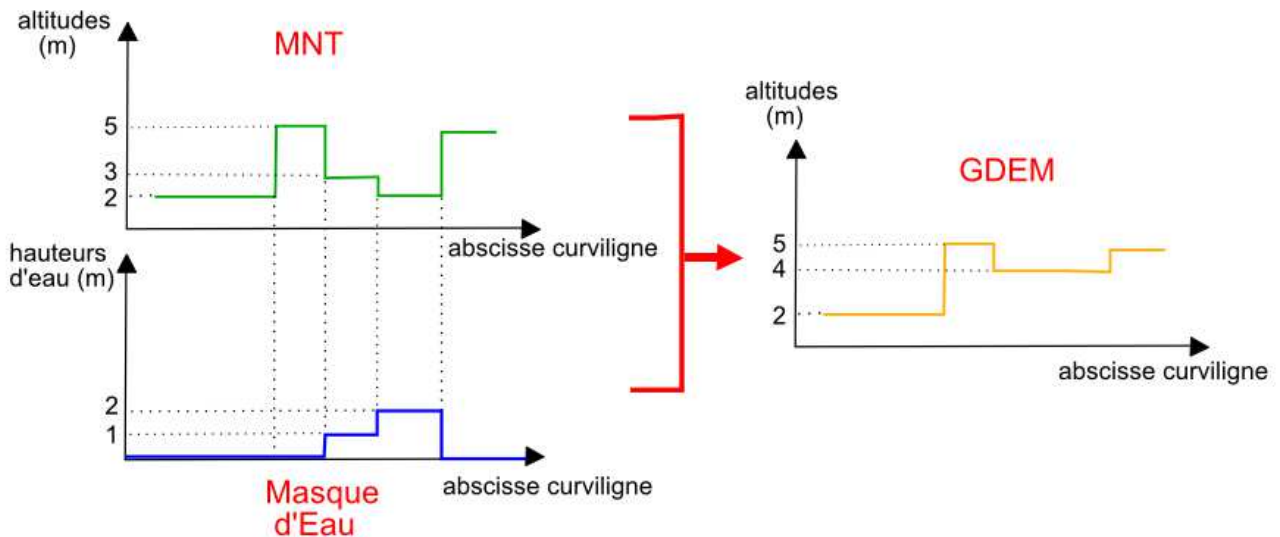 altitudes
(m)
MNT
5
3
2
abscisse curviligne
hauteurs
d'eau (m)
2
1
abscisse curviligne
Masque
d'Eau
altitudes
(m)
GDEM
5
4
2
abscisse curviligne